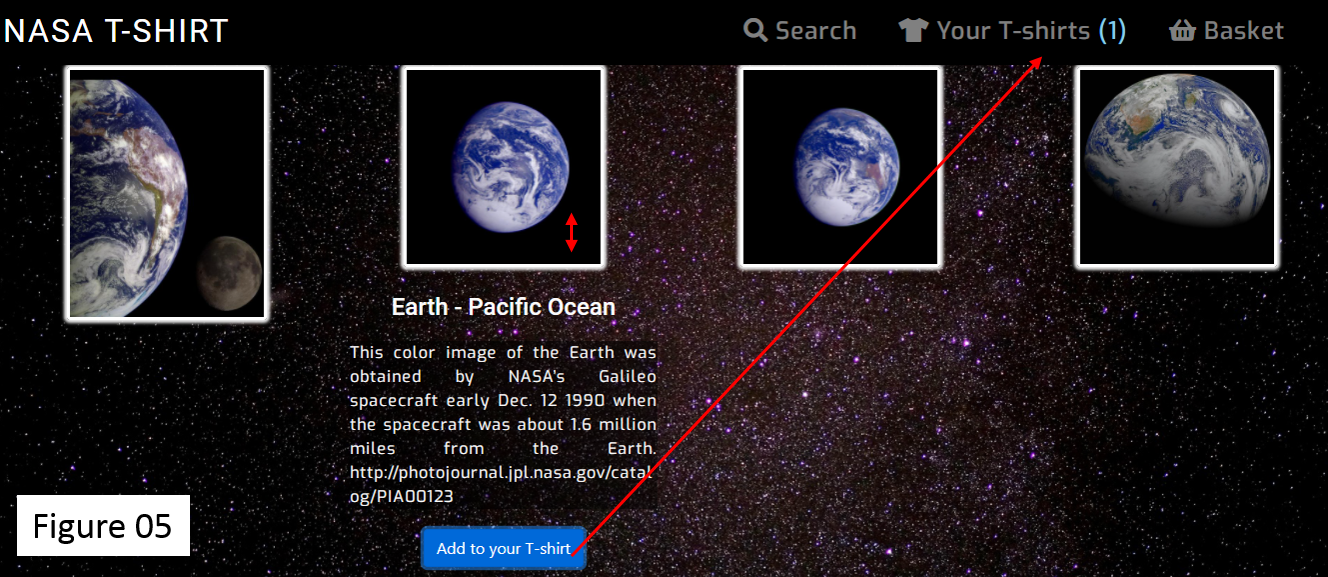 NASA T-SHIRT
Search
Your T-shirts (1)
Basket
Earth - Pacific Ocean
This color image of the Earth was
obtained by NASA's Galileo
spacecraft early Dec. 12 1990 when
the spacecraft was about 1.6 million
miles from the Earth.
http://photojournal.jpl.nasa.gov/catal
og/PIA00123
Add to your T-shirt
Figure 05